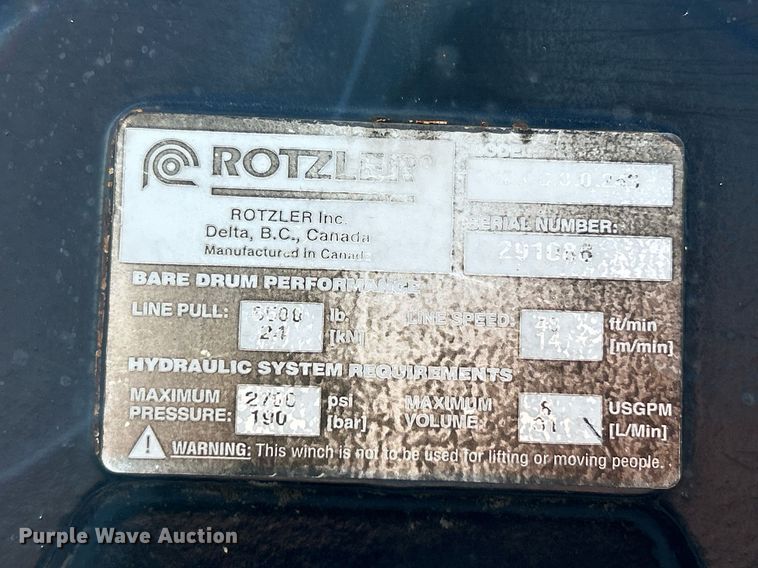 ROTZLER
ROTZLER Inc.
Delta, B.C., Canada
Manufactured in Canada
SERIAL NUMBER:
BARE DRUM PERFORMANCE
LINE PULL: lb.
[kN]
LINE SPEED: ft/min
14 [m/min]
HYDRAULIC SYSTEM REQUIREMENTS
MAXIMUM PRESSURE: psi
190 [bar]
MAXIMUM VOLUME: USGPM
[L/Min]
WARNING: This winch is not to be used for lifting or moving people.
Purple Wave Auction